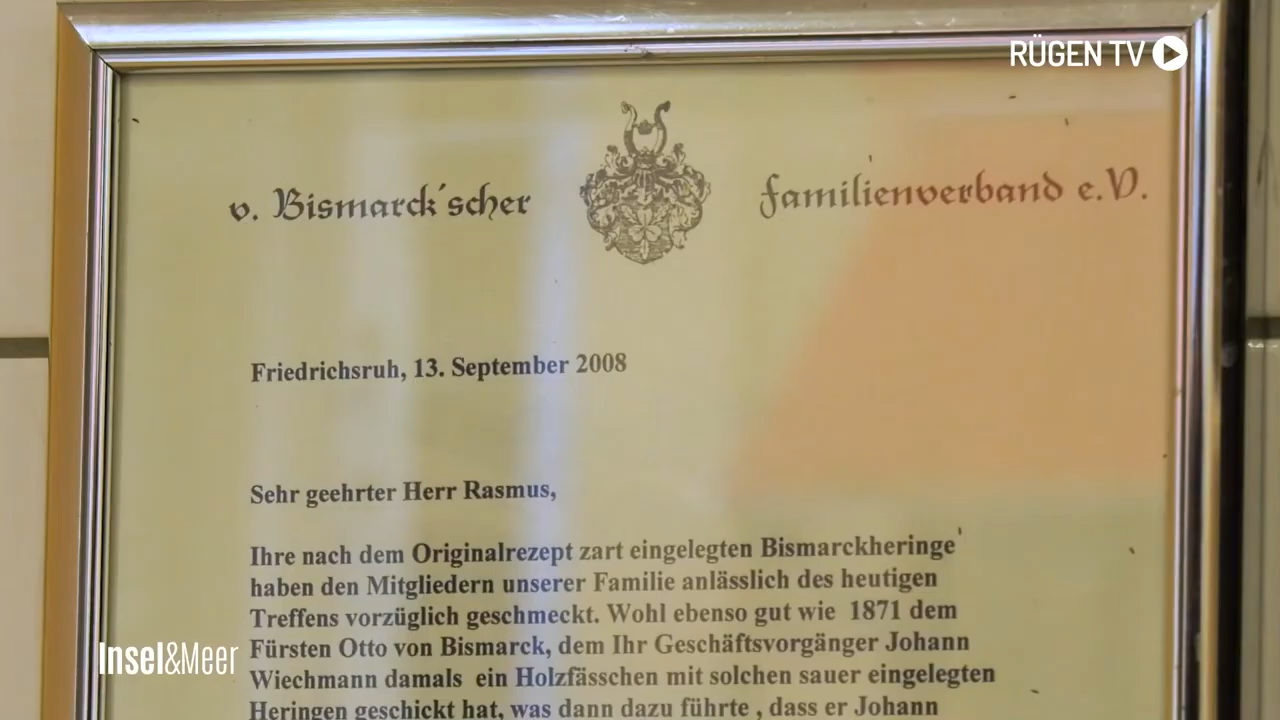 RÜGEN TV
v. Bismarck'scher Familienverband e.V.
Friedrichsruh, 13. September 2008
Sehr geehrter Herr Rasmus,
Ihre nach dem Originalrezept zart eingelegten Bismarckheringe
haben den Mitgliedern unserer Familie anlässlich des heutigen
Treffens vorzüglich geschmeckt. Wohl ebenso gut wie 1871 dem
Fürsten Otto von Bismarck, dem Ihr Geschäftsvorgänger Johann
Wiechmann damals ein Holzfässchen mit solchen sauer eingelegten
Heringen geschickt hat, was dann dazu führte , dass er Johann
Insel&Meer